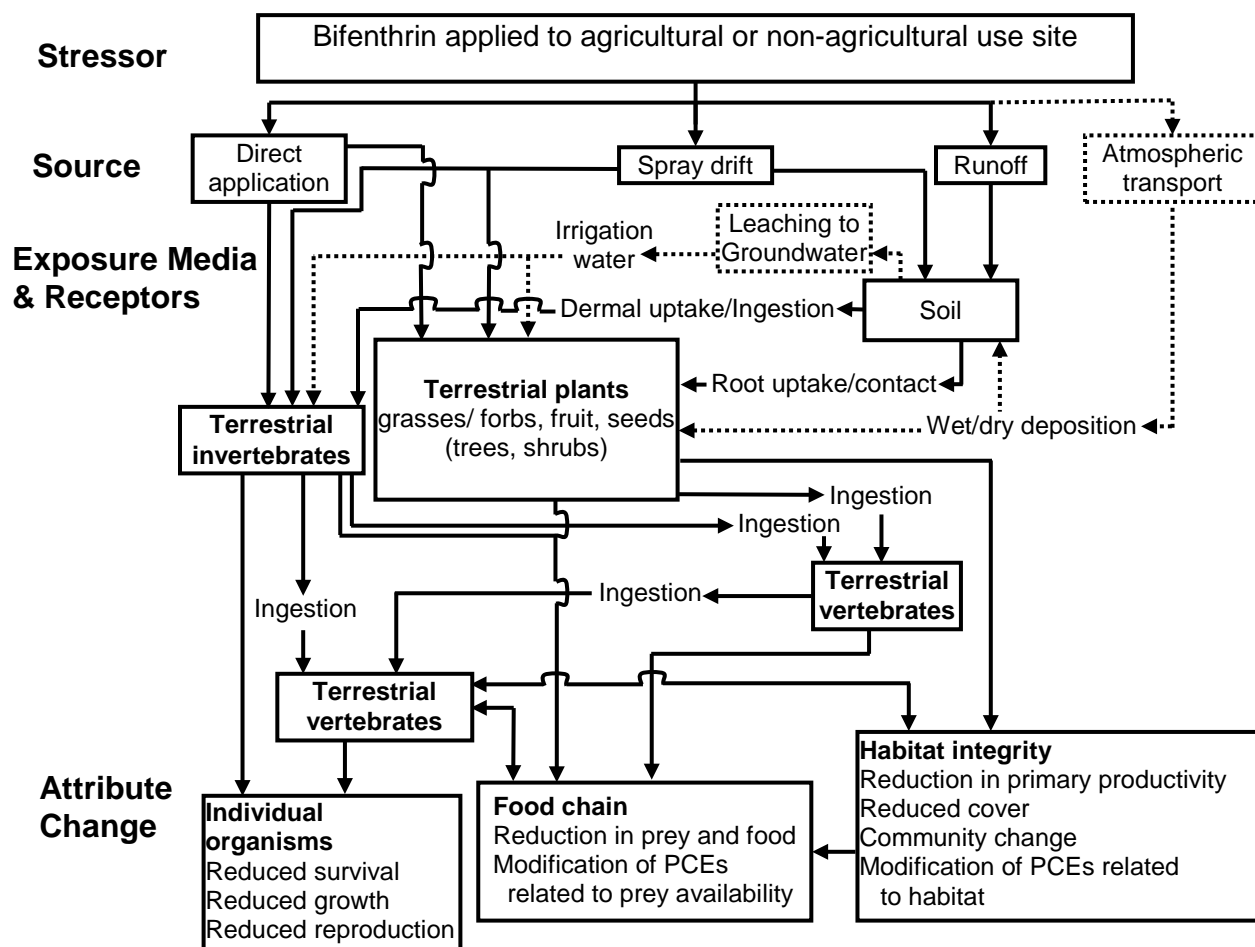 Stressor
Bifenthrin applied to agricultural or non-agricultural use site
Source
Direct
application
Spray drift
Runoff
Atmospheric
transport
Exposure Media
& Receptors
Irrigation
water
Leaching to
Groundwater
Dermal uptake/Ingestion
Soil
Terrestrial plants
grasses/ forbs, fruit, seeds
(trees, shrubs)
Root uptake/contact
Wet/dry deposition
Terrestrial
invertebrates
Ingestion
Ingestion
Terrestrial
vertebrates
Ingestion
Ingestion
Terrestrial
vertebrates
Attribute
Change
Individual
organisms
Reduced survival
Reduced growth
Reduced reproduction
Food chain
Reduction in prey and food
Modification of PCEs
related to prey availability
Habitat integrity
Reduction in primary productivity
Reduced cover
Community change
Modification of PCEs related
to habitat